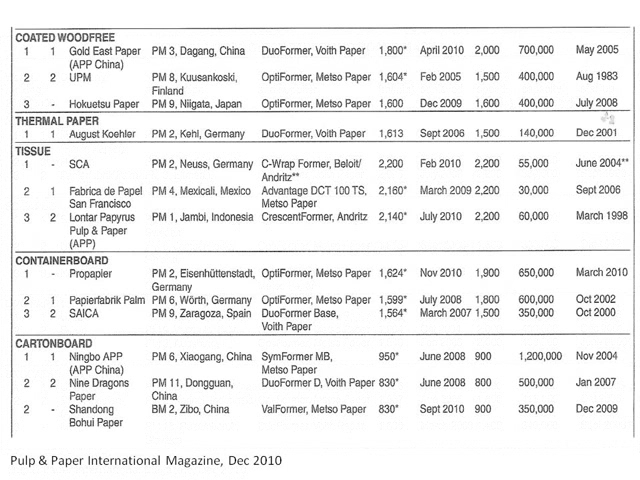 COATED WOODFREE
1 1 Gold East Paper PM 3, Dagang, China DuoFormer, Voith Paper 1,800* April 2010 2,000 700,000 May 2005
(APP China)
2 2 UPM PM 8, Kuusankoski, OptiFormer, Metso Paper 1,604* Feb 2005 1,500 400,000 Aug 1983
Finland
3 - Hokuetsu Paper PM 9, Niigata, Japan OptiFormer, Metso Paper 1,600 Dec 2009 1,600 400,000 July 2008
THERMAL PAPER
1 1 August Koehler PM 2, Kehl, Germany DuoFormer, Voith Paper 1,613 Sept 2006 1,500 140,000 Dec 2001
TISSUE
1 - SCA PM 2, Neuss, Germany C-Wrap Former, Beloit/ 2,200 Feb 2010 2,200 55,000 June 2004**
Andritz**
2 1 Fabrica de Papel PM 4, Mexicali, Mexico Advantage DCT 100 TS, 2,160* March 2009 2,200 30,000 Sept 2006
San Francisco Metso Paper
3 2 Lontar Papyrus PM 1, Jambi, Indonesia CrescentFormer, Andritz 2,140* July 2010 2,200 60,000 March 1998
Pulp & Paper
(APP)
CONTAINERBOARD
1 - Propapier PM 2, Eisenhüttenstadt, OptiFormer, Metso Paper 1,624* Nov 2010 1,900 650,000 March 2010
Germany
2 1 Papierfabrik Palm PM 6, Wörth, Germany OptiFormer, Metso Paper 1,599* July 2008 1,800 600,000 Oct 2002
3 2 SAICA PM 9, Zaragoza, Spain DuoFormer Base, 1,564* March 2007 1,500 350,000 Oct 2000
Voith Paper
CARTONBOARD
1 1 Ningbo APP PM 6, Xiaogang, China SymFormer MB, 950* June 2008 900 1,200,000 Nov 2004
(APP China) Metso Paper
2 2 Nine Dragons PM 11, Dongguan, DuoFormer D, Voith Paper 830* June 2008 800 500,000 Jan 2007
Paper China
2 - Shandong BM 2, Zibo, China ValFormer, Metso Paper 830* Sept 2010 900 350,000 Dec 2009
Bohui Paper
Pulp & Paper International Magazine, Dec 2010